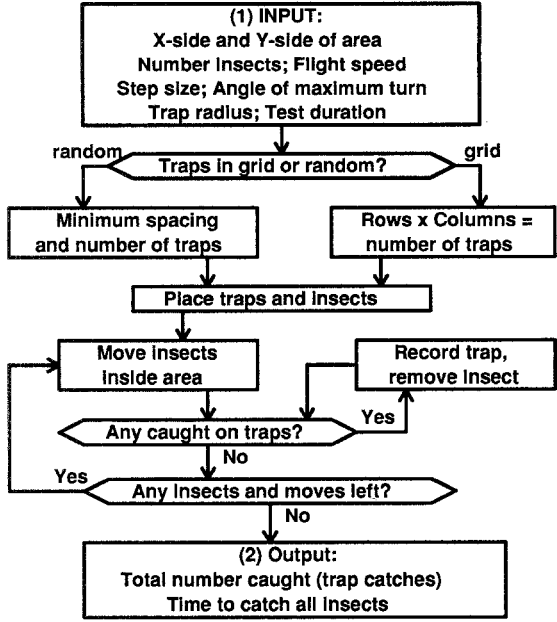 (1) INPUT:
X-side and Y-side of area
Number insects; Flight speed
Step size; Angle of maximum turn
Trap radius; Test duration
random
Traps in grid or random?
grid
Minimum spacing
and number of traps
Rows x Columns =
number of traps
Place traps and insects
Move insects
inside area
Record trap,
remove insect
Any caught on traps?
Yes
No
Yes
Any insects and moves left?
No
(2) Output:
Total number caught (trap catches)
Time to catch all insects